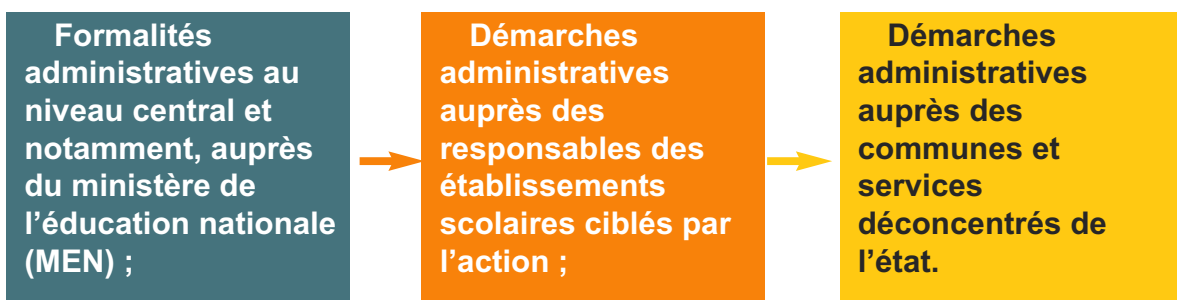 Formalités
administratives au
niveau central et
notamment, auprès
du ministère de
l’éducation nationale
(MEN) ;
Démarches
administratives
auprès des
responsables des
établissements
scolaires ciblés par
l’action ;
Démarches
administratives
auprès des
communes et
services
déconcentrés de
l’état.